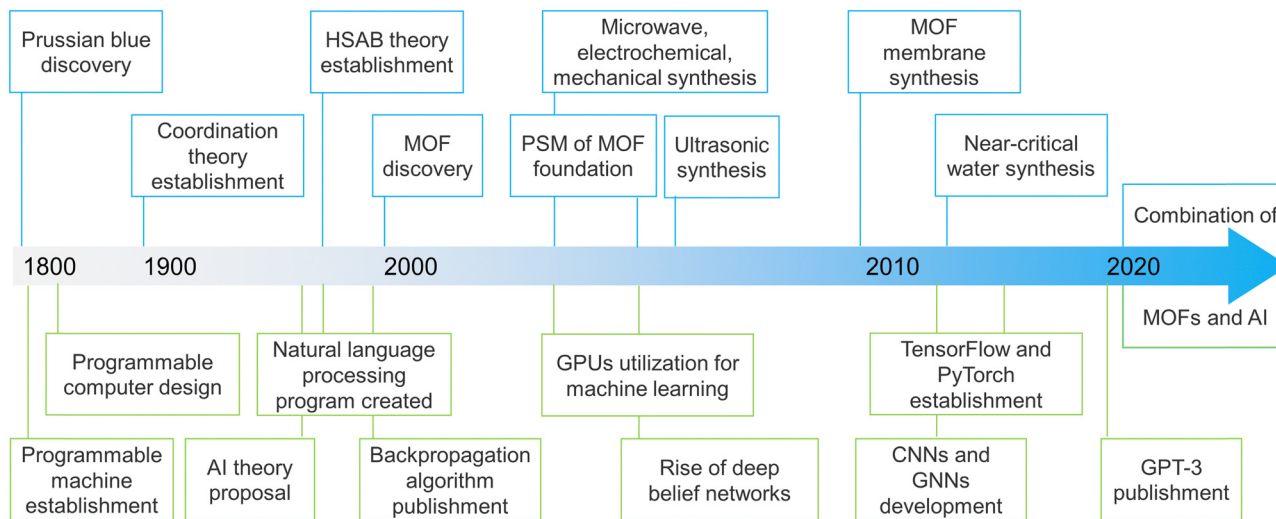 Prussian blue
discovery
HSAB theory
establishment
Microwave,
electrochemical,
mechanical synthesis
MOF
membrane
synthesis
Coordination
theory
establishment
MOF
discovery
PSM of MOF
foundation
Ultrasonic
synthesis
Near-critical
water synthesis
Combination of
1800
1900
2000
2010
2020
MOFs and AI
Programmable
computer design
Natural language
processing
program created
GPUs utilization for
machine learning
TensorFlow and
PyTorch
establishment
Programmable
machine
establishment
AI theory
proposal
Backpropagation
algorithm
publishment
Rise of deep
belief networks
CNNs and
GNNs
development
GPT-3
publishment